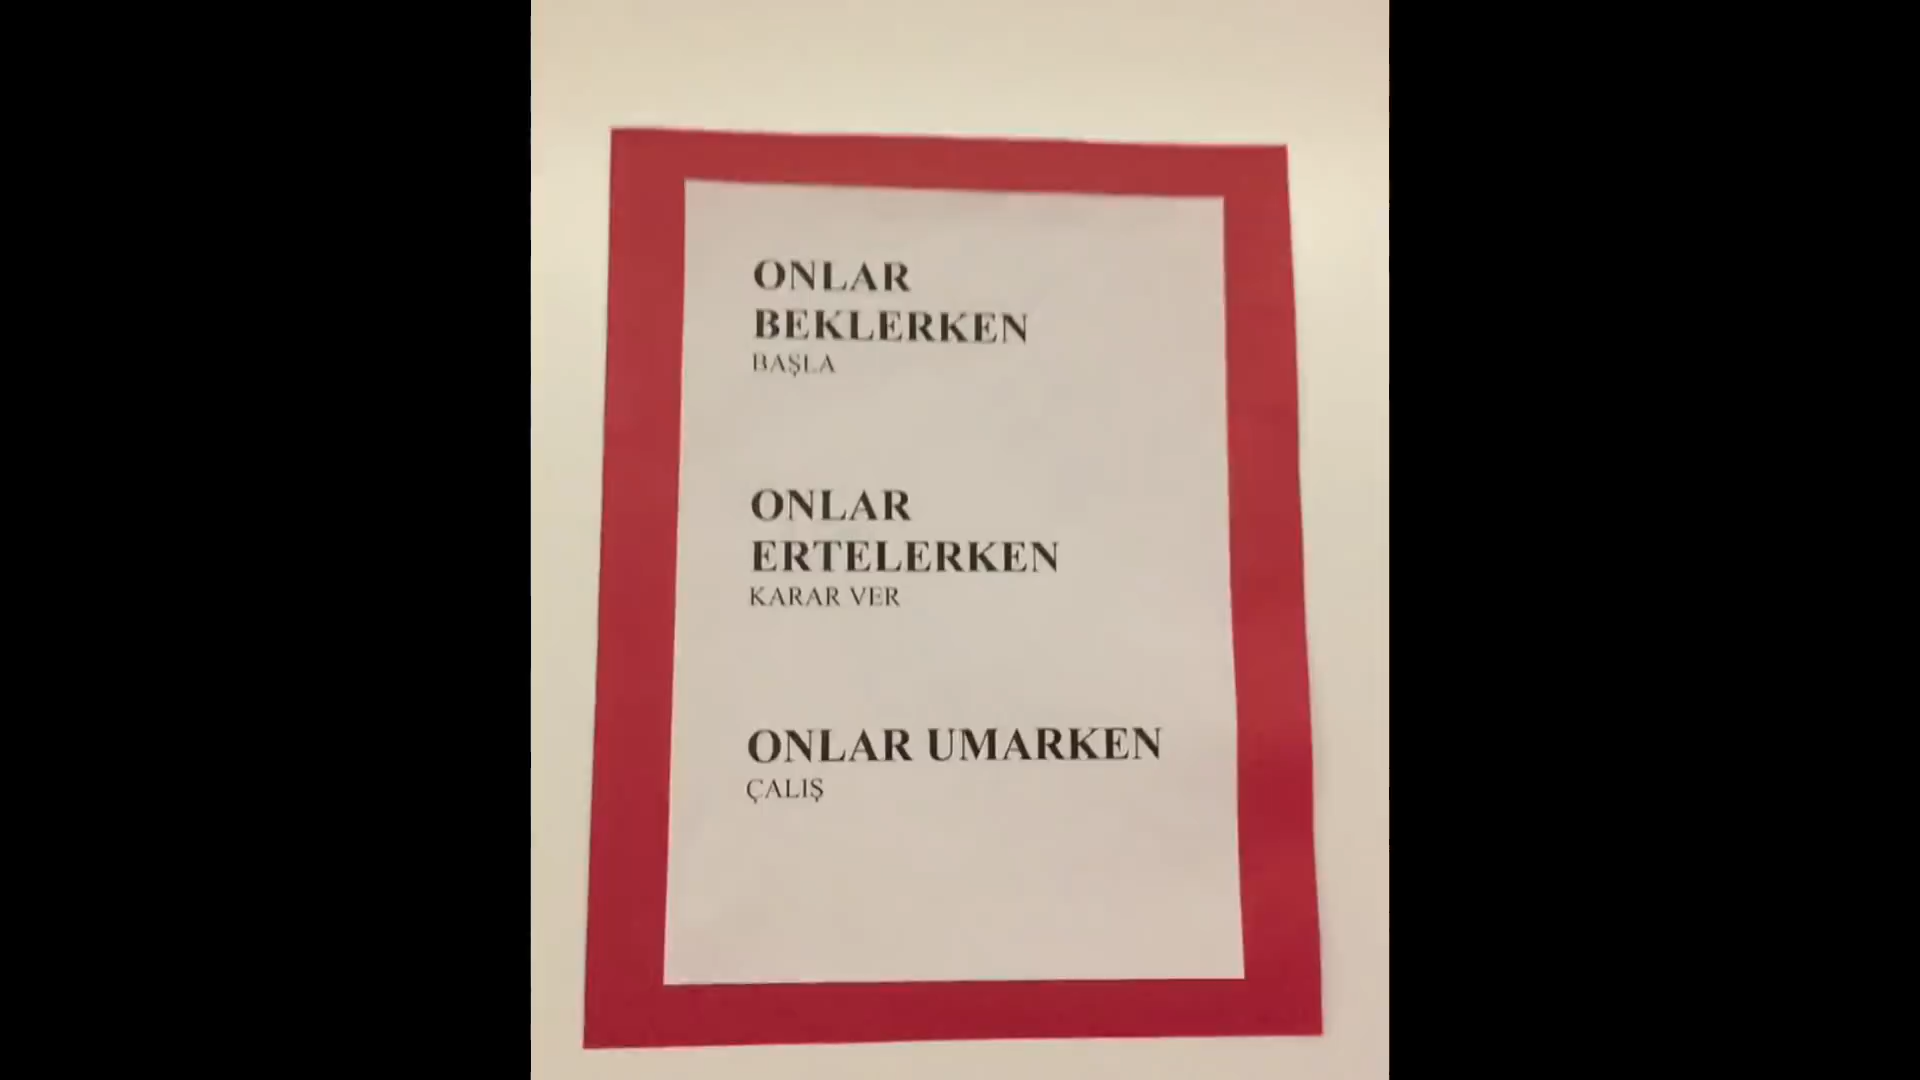 ONLAR
BEKLERKEN
BAŞLA
ONLAR
ERTELERKEN
KARAR VER
ONLAR UMARKEN
ÇALIŞ